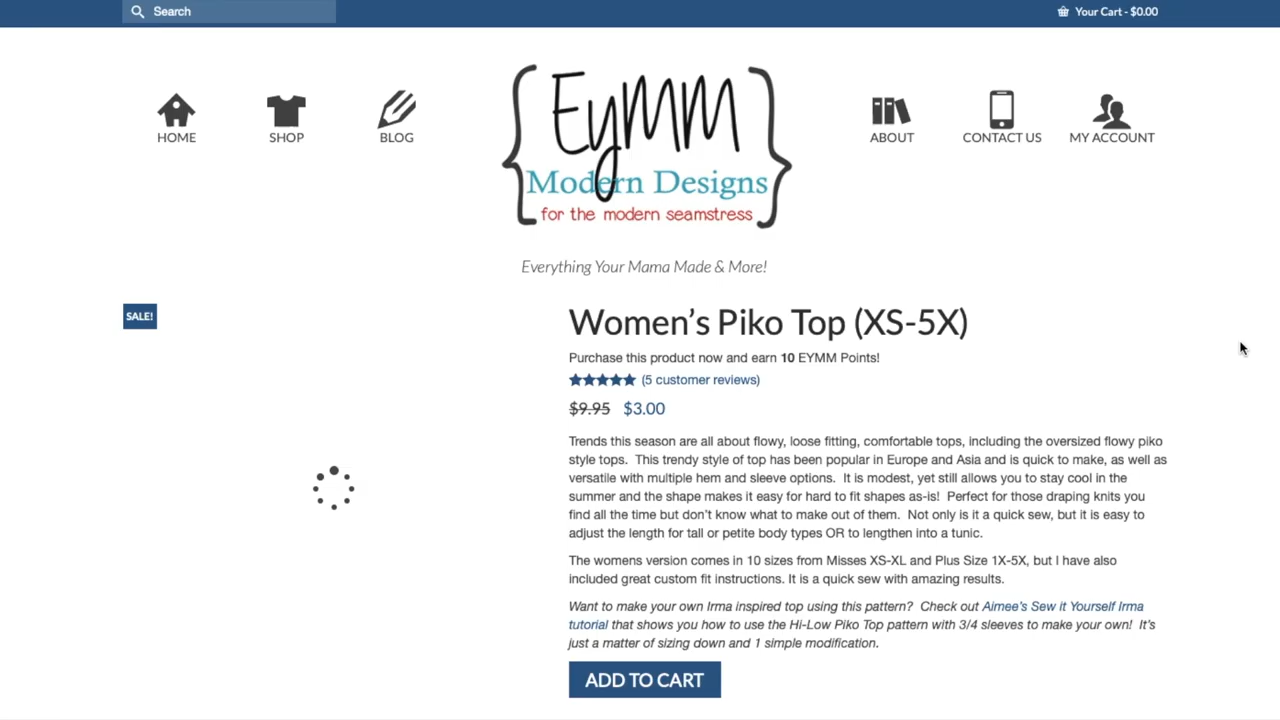 Search
Your Cart - $0.00
HOME
SHOP
BLOG
EyMM
Modern Designs
for the modern seamstress
ABOUT
CONTACT US
MY ACCOUNT
Everything Your Mama Made & More!
SALE!
Women's Piko Top (XS-5X)
Purchase this product now and earn 10 EYMM Points!
(5 customer reviews)
$9.95 $3.00
Trends this season are all about flowy, loose fitting, comfortable tops, including the oversized flowy piko
style tops.  This trendy style of top has been popular in Europe and Asia and is quick to make, as well as
versatile with multiple hem and sleeve options.  It is modest, yet still allows you to stay cool in the
summer and the shape makes it easy for hard to fit shapes as-is!  Perfect for those draping knits you
find all the time but don't know what to make out of them.  Not only is it a quick sew, but it is easy to
adjust the length for tall or petite body types OR to lengthen into a tunic.
The womens version comes in 10 sizes from Misses XS-XL and Plus Size 1X-5X, but I have also
included great custom fit instructions. It is a quick sew with amazing results.
Want to make your own Irma inspired top using this pattern?  Check out Aimee's Sew it Yourself Irma
tutorial that shows you how to use the Hi-Low Piko Top pattern with 3/4 sleeves to make your own!  It's
just a matter of sizing down and 1 simple modification.
ADD TO CART